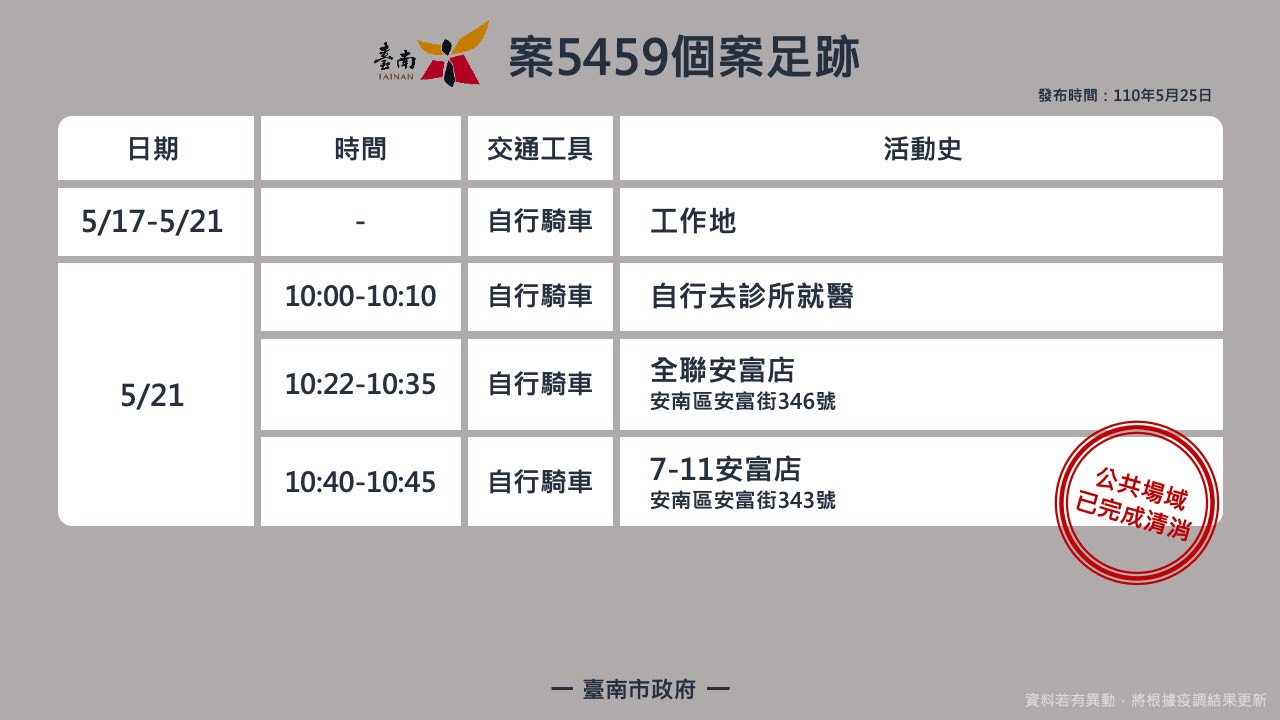 臺南
TAINAN
案5459個案足跡
發布時間：110年5月25日
日期 時間 交通工具 活動史
5/17-5/21 - 自行騎車 工作地
5/21
10:00-10:10 自行騎車 自行去診所就醫
10:22-10:35 自行騎車 全聯安富店
安南區安富街346號
10:40-10:45 自行騎車 7-11安富店
安南區安富街343號
公共場域
已完成清消
臺南市政府
資料若有異動，將根據疫調結果更新